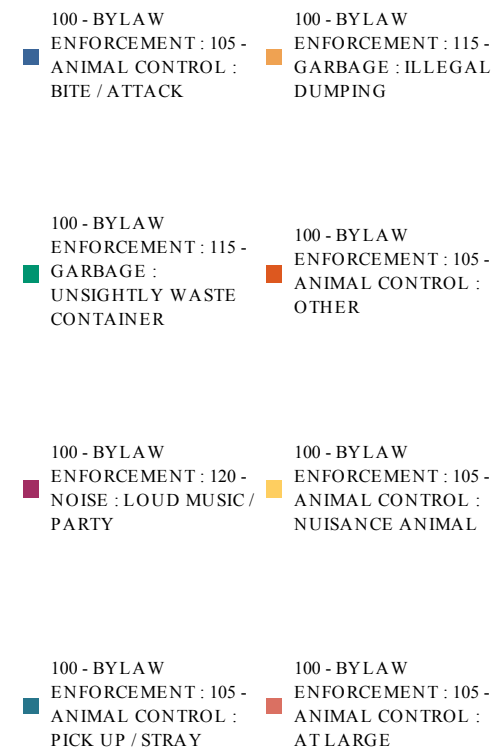 100 - BYLAW
ENFORCEMENT : 105 -
ANIMAL CONTROL :
BITE / ATTACK
100 - BYLAW
ENFORCEMENT : 115 -
GARBAGE : ILLEGAL
DUMPING
100 - BYLAW
ENFORCEMENT : 115 -
GARBAGE :
UNSIGHTLY WASTE
CONTAINER
100 - BYLAW
ENFORCEMENT : 105 -
ANIMAL CONTROL :
OTHER
100 - BYLAW
ENFORCEMENT : 120 -
NOISE : LOUD MUSIC /
PARTY
100 - BYLAW
ENFORCEMENT : 105 -
ANIMAL CONTROL :
NUISANCE ANIMAL
100 - BYLAW
ENFORCEMENT : 105 -
ANIMAL CONTROL :
PICK UP / STRAY
100 - BYLAW
ENFORCEMENT : 105 -
ANIMAL CONTROL :
AT LARGE